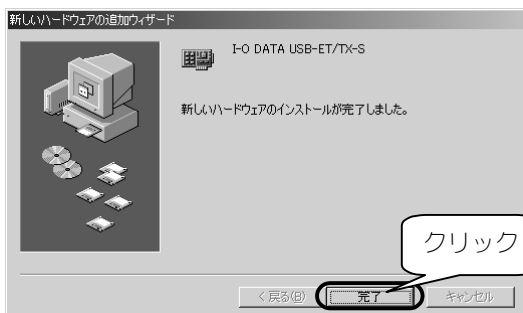 新しいハードウェアの追加ウィザード
I-O DATA USB-ET/TX-S
新しいハードウェアのインストールが完了しました。
クリック
< 戻る(B)
完了
キャンセル